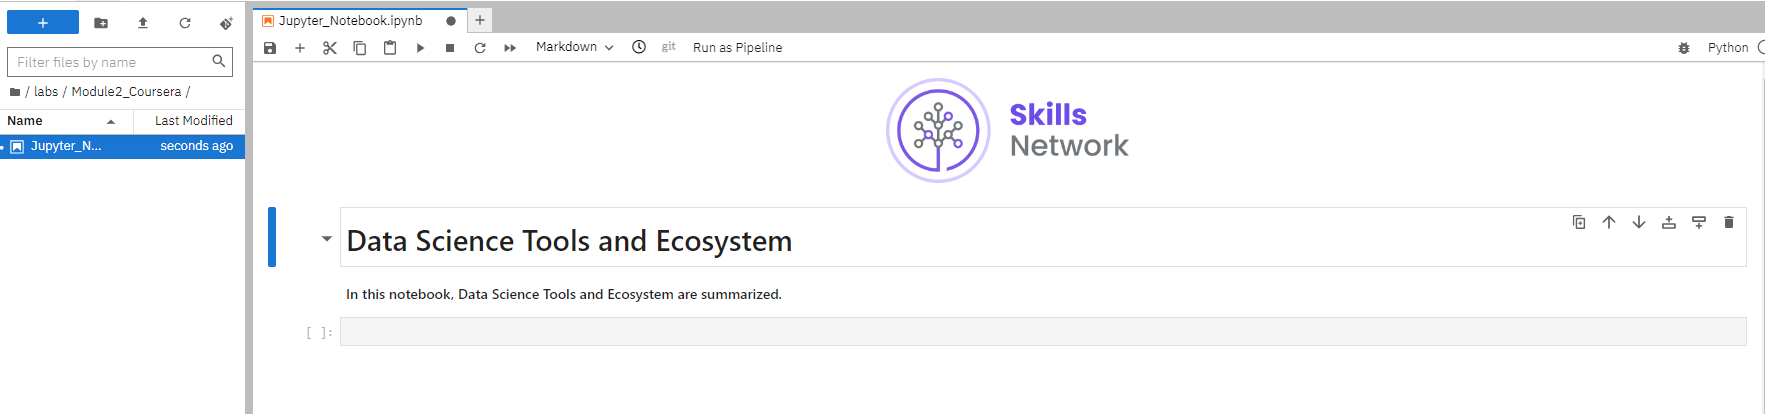 Jupyter_Notebook.ipynb
Markdown
git
Run as Pipeline
Python
Filter files by name
/ labs / Module2_Coursera /
Name Last Modified
Jupyter_N... seconds ago
Skills
Network
Data Science Tools and Ecosystem
In this notebook, Data Science Tools and Ecosystem are summarized.
[ ]: